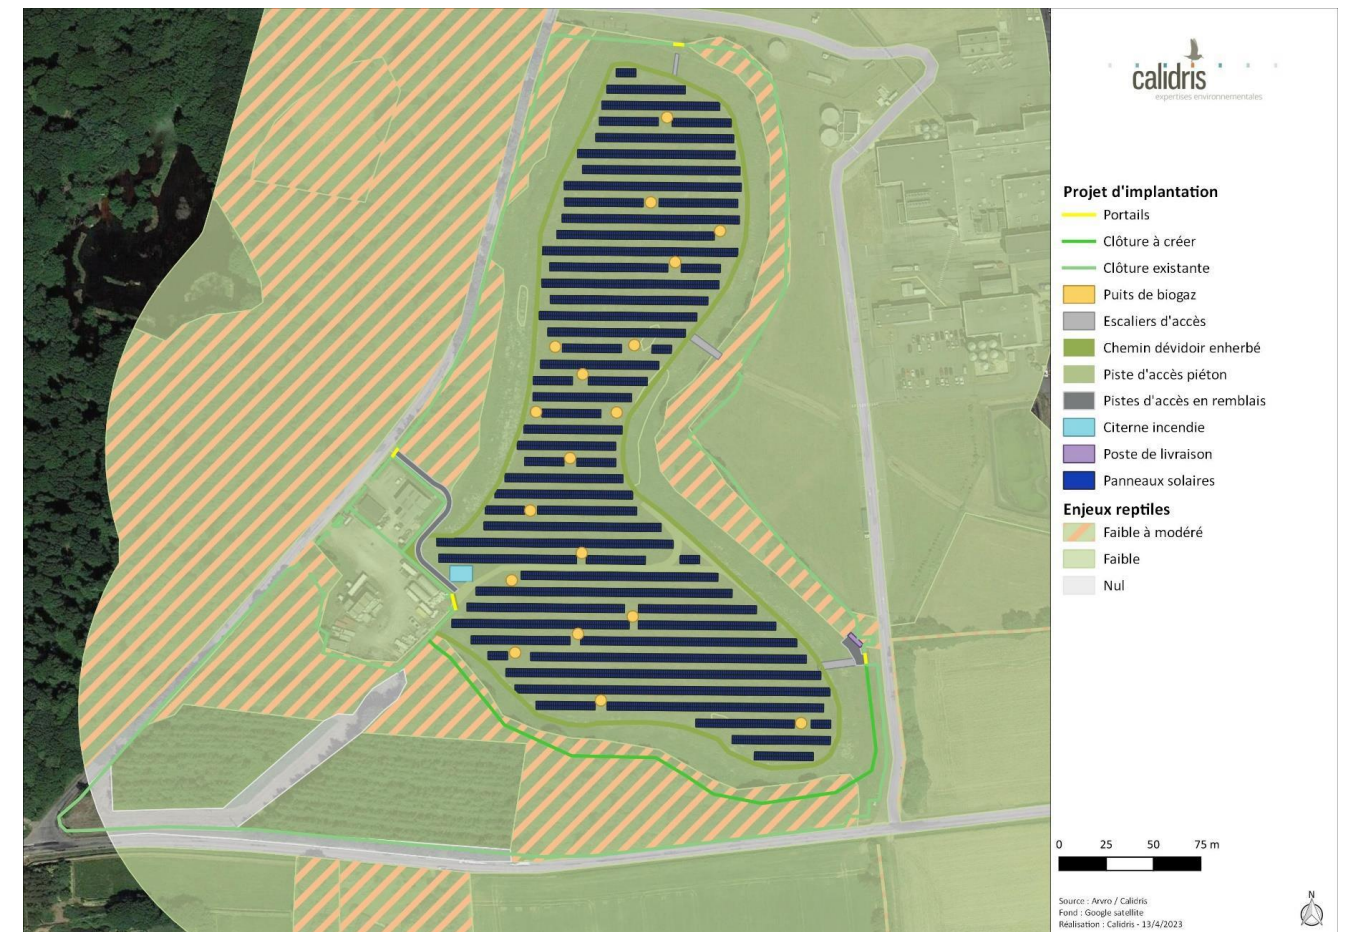 calidris
expertises environnementales
Projet d'implantation
Portails
Clôture à créer
Clôture existante
Puits de biogaz
Escaliers d'accès
Chemin dévidoir enherbé
Piste d'accès piéton
Pistes d'accès en remblais
Citerne incendie
Poste de livraison
Panneaux solaires
Enjeux reptiles
Faible à modéré
Faible
Nul
0 25 50 75 m
Source : Arvro / Calidris
Fond : Google satellite
Réalisation : Calidris - 13/4/2023
N